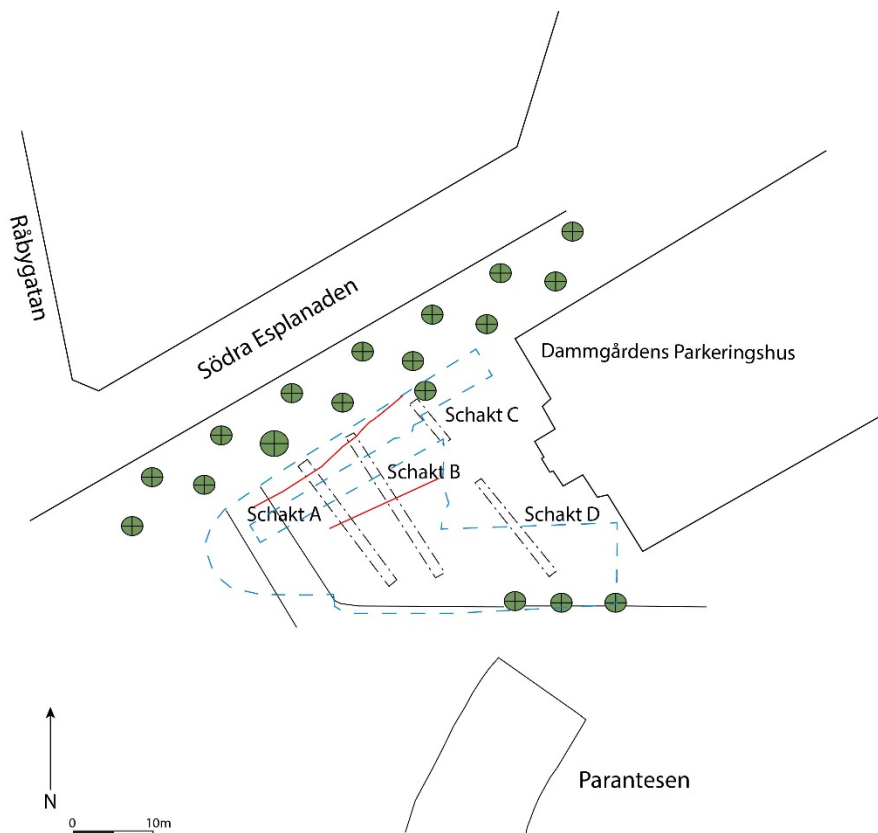 Råbygatan
Södra Esplanaden
Dammgårdens Parkeringshus
Schakt C
Schakt B
Schakt A
Schakt D
Parantesen
N
0 10m